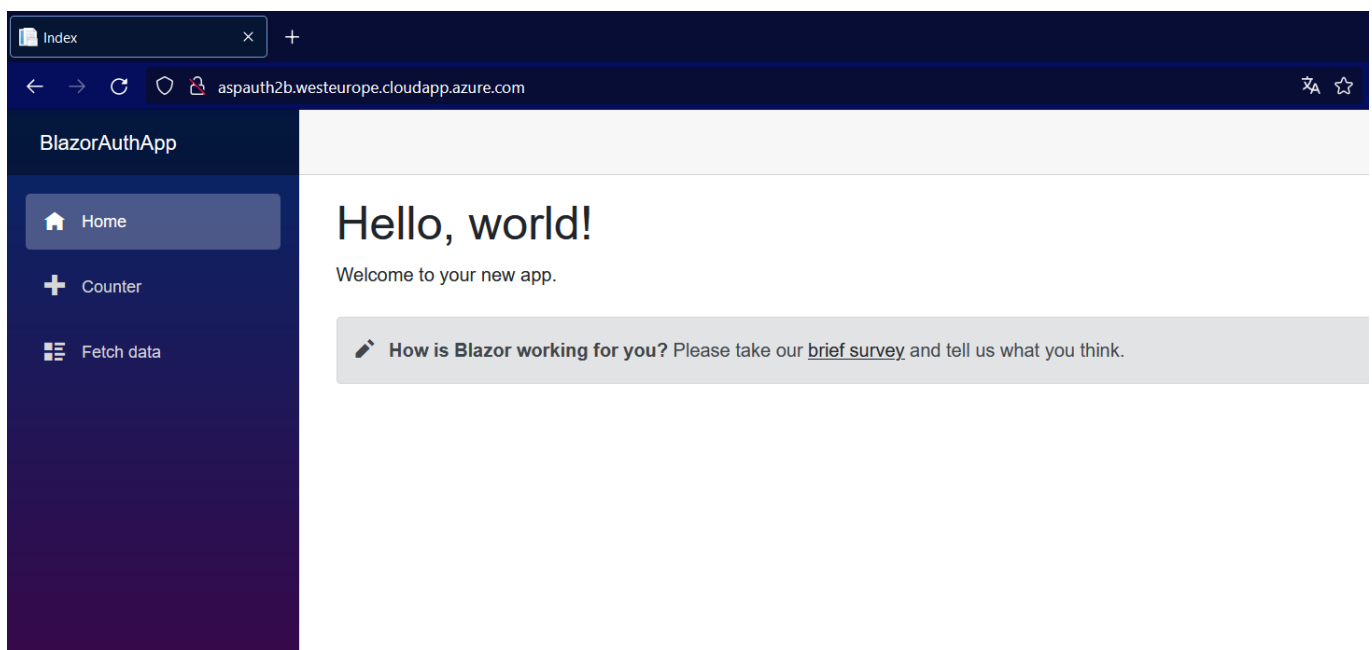 Index
aspauth2b.westeurope.cloudapp.azure.com
BlazorAuthApp
Home
Counter
Fetch data
Hello, world!
Welcome to your new app.
How is Blazor working for you? Please take our brief survey and tell us what you think.